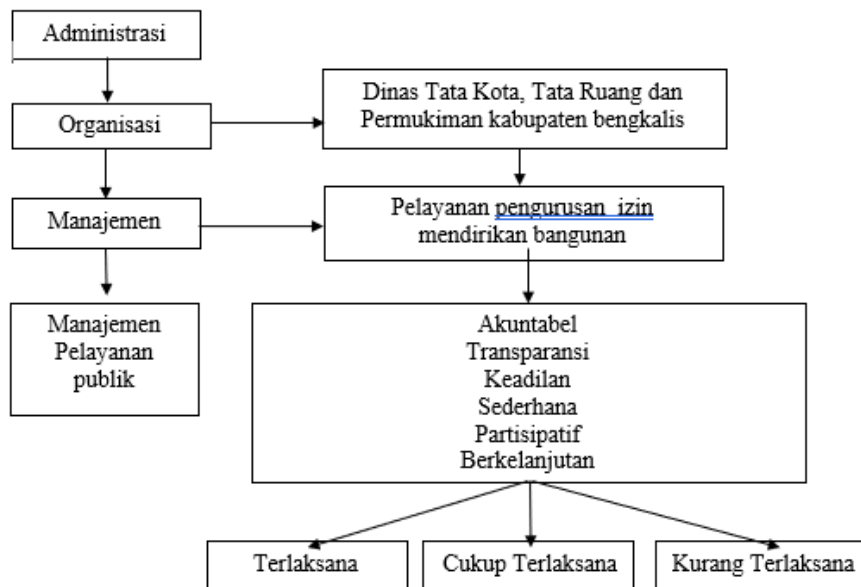 Administrasi
Organisasi
Dinas Tata Kota, Tata Ruang dan
Permukiman kabupaten bengkalis
Manajemen
Pelayanan pengurusan izin
mendirikan bangunan
Manajemen
Pelayanan
publik
Akuntabel
Transparansi
Keadilan
Sederhana
Partisipatif
Berkelanjutan
Terlaksana
Cukup Terlaksana
Kurang Terlaksana